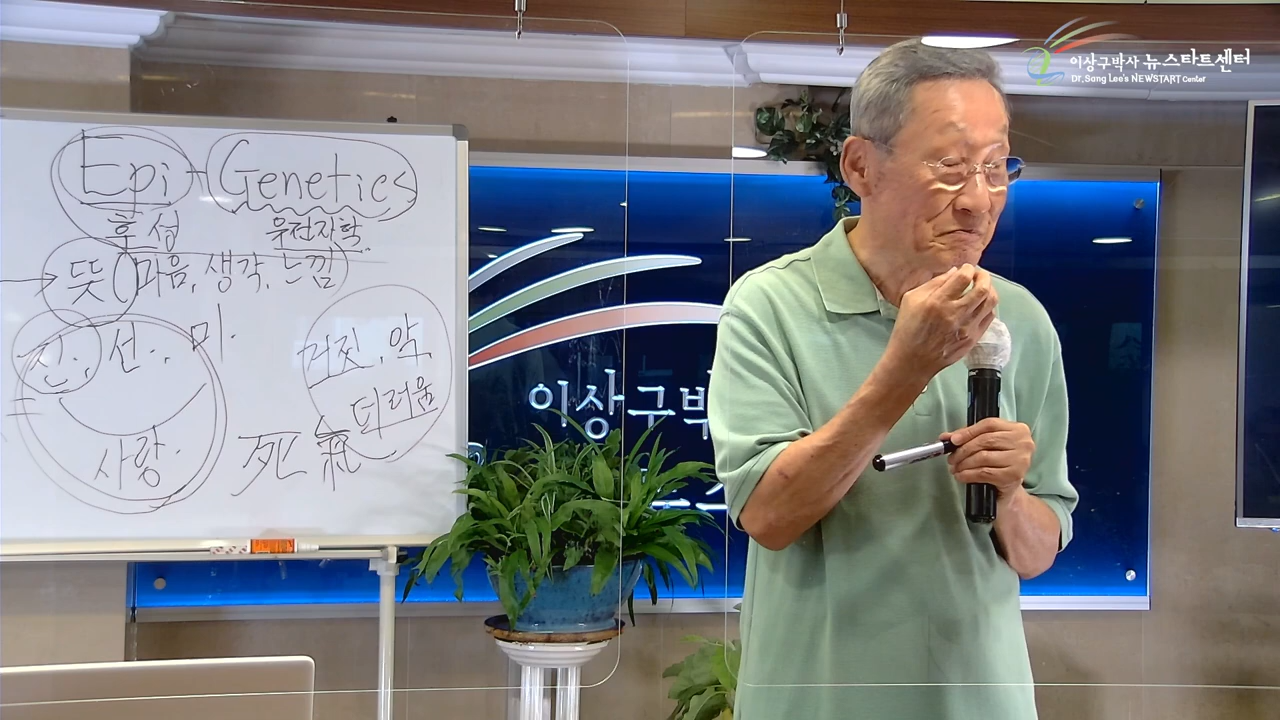 이상구박사 뉴스타트센터
Dr. Sang Lee's NEWSTART Center
Epi - Genetics
후성 유전자학
뜻 (마음, 생각, 느낌)
진, 선, 미.
거짓, 악
더러움
사랑.
死氣
이상구박